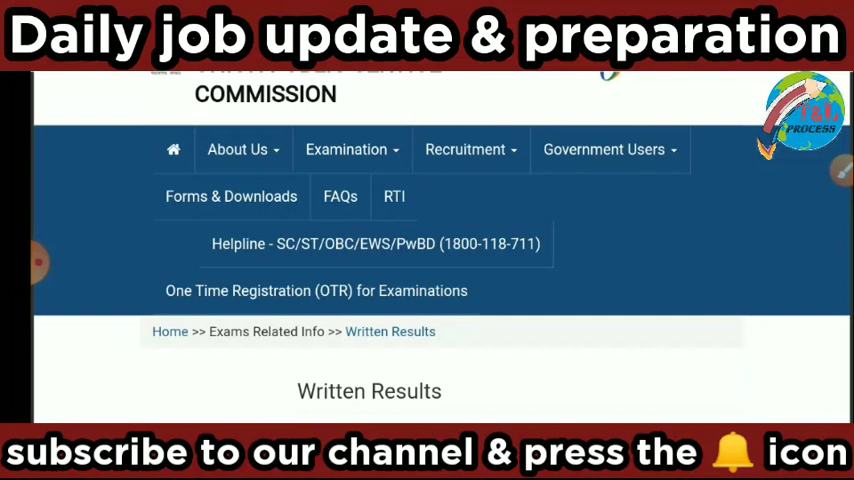 Daily job update & preparation
COMMISSION
T&L
PROCESS
About Us
Examination
Recruitment
Government Users
Forms & Downloads
FAQs
RTI
Helpline - SC/ST/OBC/EWS/PwBD (1800-118-711)
One Time Registration (OTR) for Examinations
Home >> Exams Related Info >> Written Results
Written Results
subscribe to our channel & press the 🔔 icon